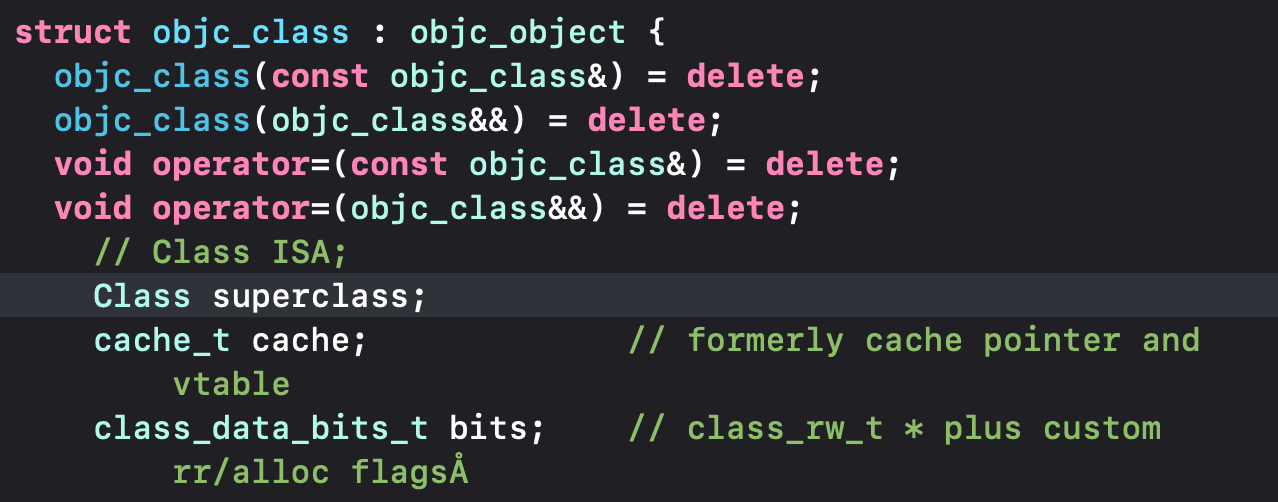 struct objc_class : objc_object {
  objc_class(const objc_class&) = delete;
  objc_class(objc_class&&) = delete;
  void operator=(const objc_class&) = delete;
  void operator=(objc_class&&) = delete;
    // Class ISA;
    Class superclass;
    cache_t cache;             // formerly cache pointer and
        vtable
    class_data_bits_t bits;    // class_rw_t * plus custom
        rr/alloc flagsÅ